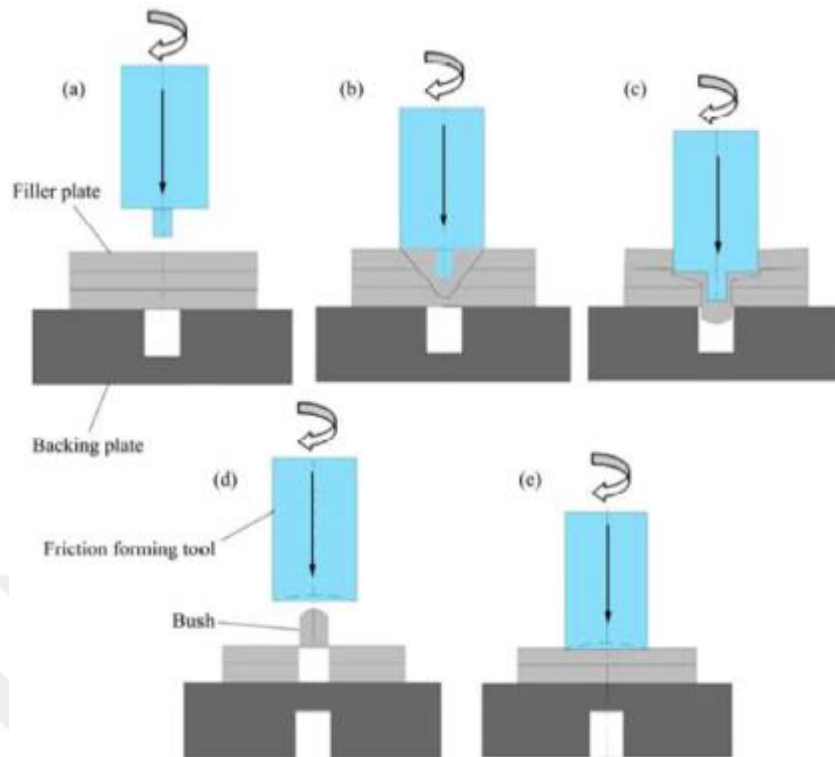 (a)
(b)
(c)
Filler plate
Backing plate
(d)
(e)
Friction forming tool
Bush